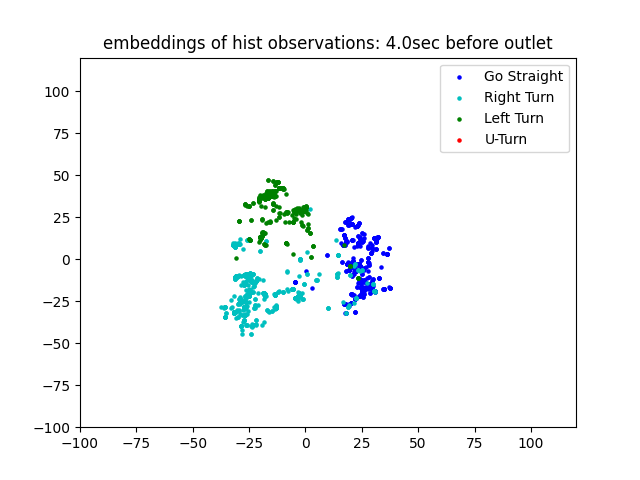 embeddings of hist observations: 4.0sec before outlet
Go Straight
Right Turn
Left Turn
U-Turn
100
75
50
25
0
−25
−50
−75
−100
−100 −75 −50 −25 0 25 50 75 100